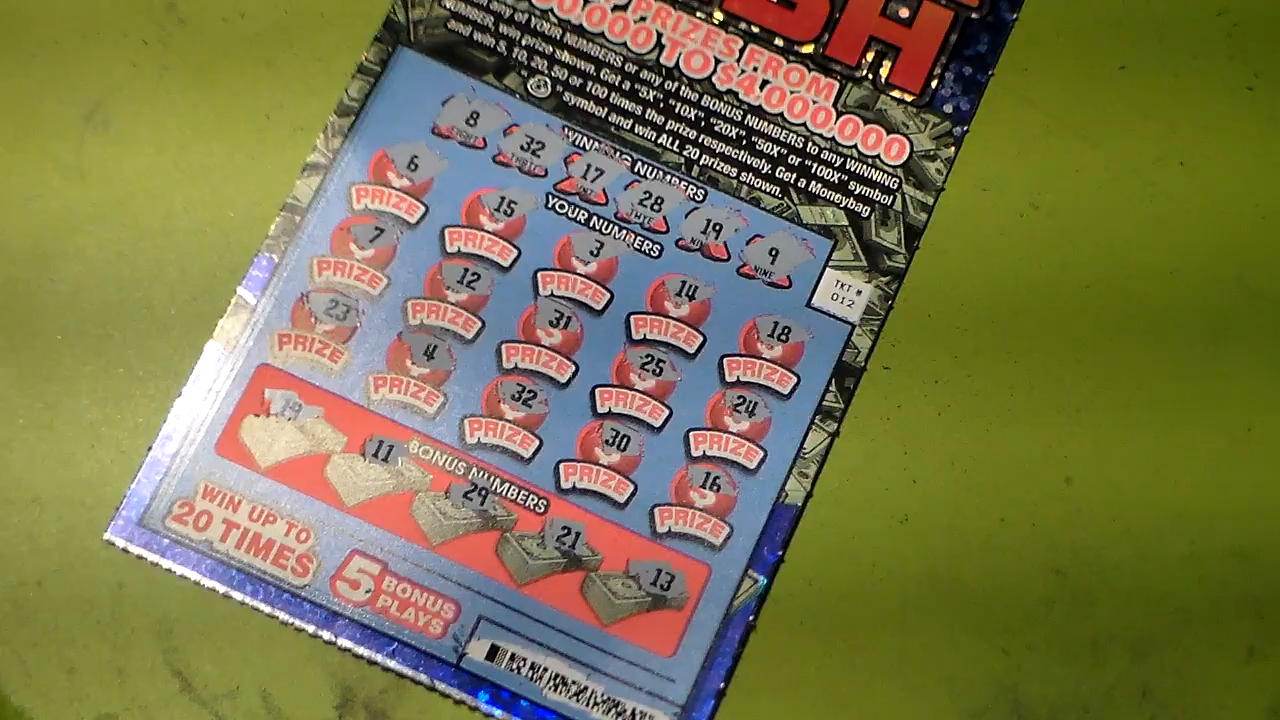 SH
PRIZES FROM
0,000 TO $4,000,000
any of YOUR NUMBERS or any of the BONUS NUMBERS to any WINNING
NUMBER, win prize shown. Get a "5X", "10X", "20X", "50X" or "100X" symbol
and win 5, 10, 20, 50 or 100 times the prize respectively. Get a Moneybag
symbol and win ALL 20 prizes shown.
WINNING NUMBERS
8 32 17 28 19 9
NINE
YOUR NUMBERS
6 15 3 14 18
PRIZE PRIZE PRIZE PRIZE PRIZE
7 12 31 25 24
PRIZE PRIZE PRIZE PRIZE PRIZE
23 4 32 30 16
PRIZE PRIZE PRIZE PRIZE PRIZE
TKT #
012
BONUS NUMBERS
19 11 29 21 13
WIN UP TO
20 TIMES
5 BONUS
PLAYS